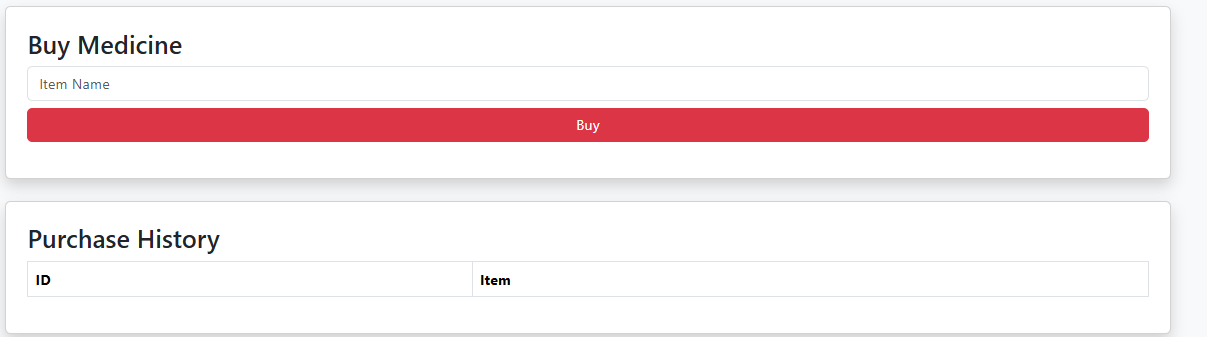 Buy Medicine
Item Name
Buy
Purchase History
ID Item